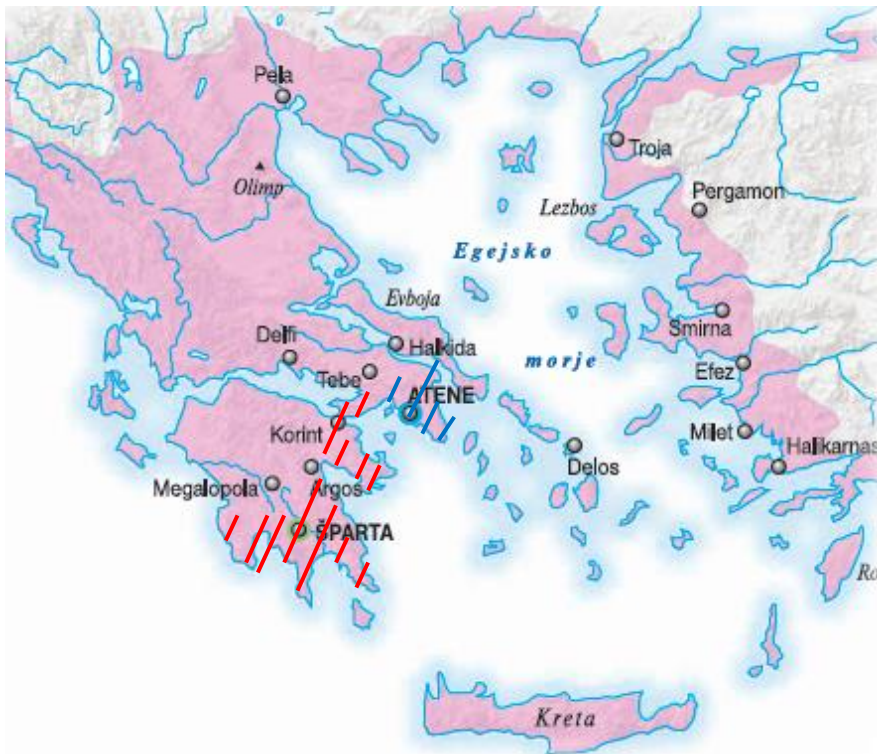 Pela
Troja
Olimp
Pergamon
Lezbos
Egejsko
Evboja
Smirna
Delfi
Halkida
morje
Efez
Tebe
ATENE
Korint
Milet
Halikarnas
Delos
Megalopola
Argos
ŠPARTA
Ro
Kreta